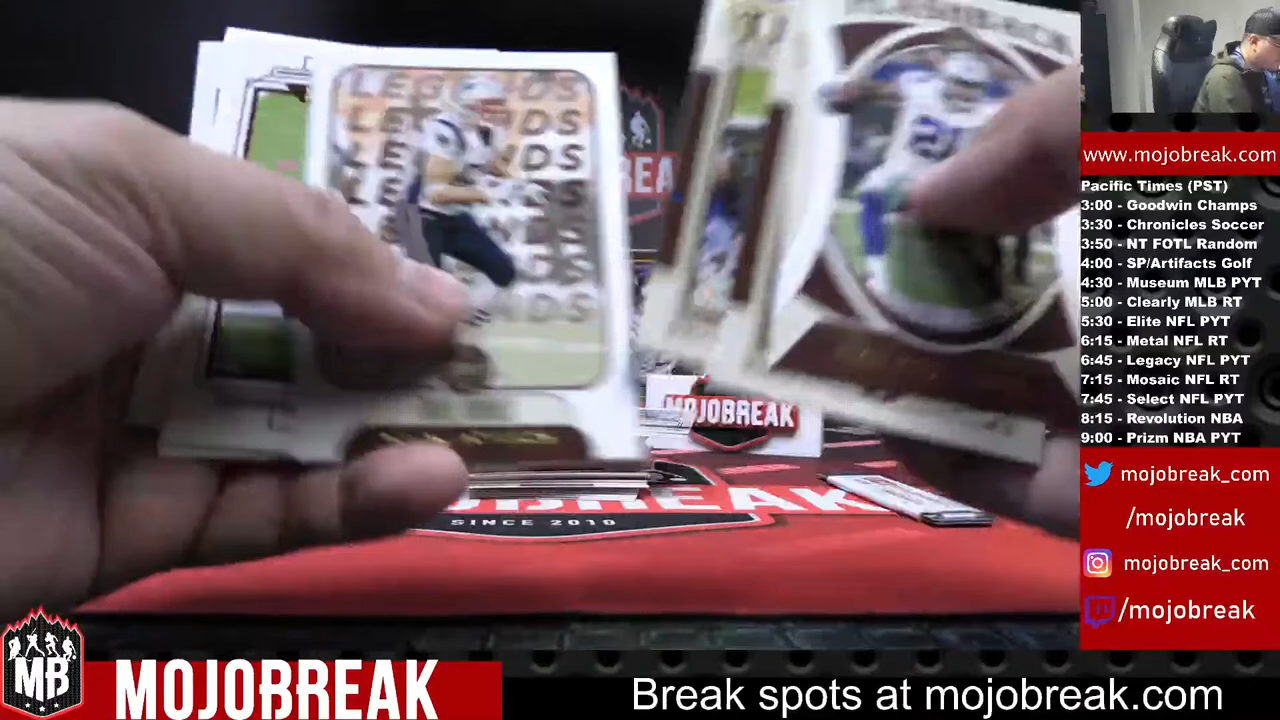 LEGENDS
www.mojobreak.com
Pacific Times (PST)
3:00 - Goodwin Champs
3:30 - Chronicles Soccer
3:50 - NT FOTL Random
4:00 - SP/Artifacts Golf
4:30 - Museum MLB PYT
5:00 - Clearly MLB RT
5:30 - Elite NFL PYT
6:15 - Metal NFL RT
6:45 - Legacy NFL PYT
7:15 - Mosaic NFL RT
7:45 - Select NFL PYT
8:15 - Revolution NBA
9:00 - Prizm NBA PYT
MOJOBREAK
SINCE 2010
mojobreak_com
/mojobreak
mojobreak_com
/mojobreak
MB
MOJOBREAK
Break spots at mojobreak.com